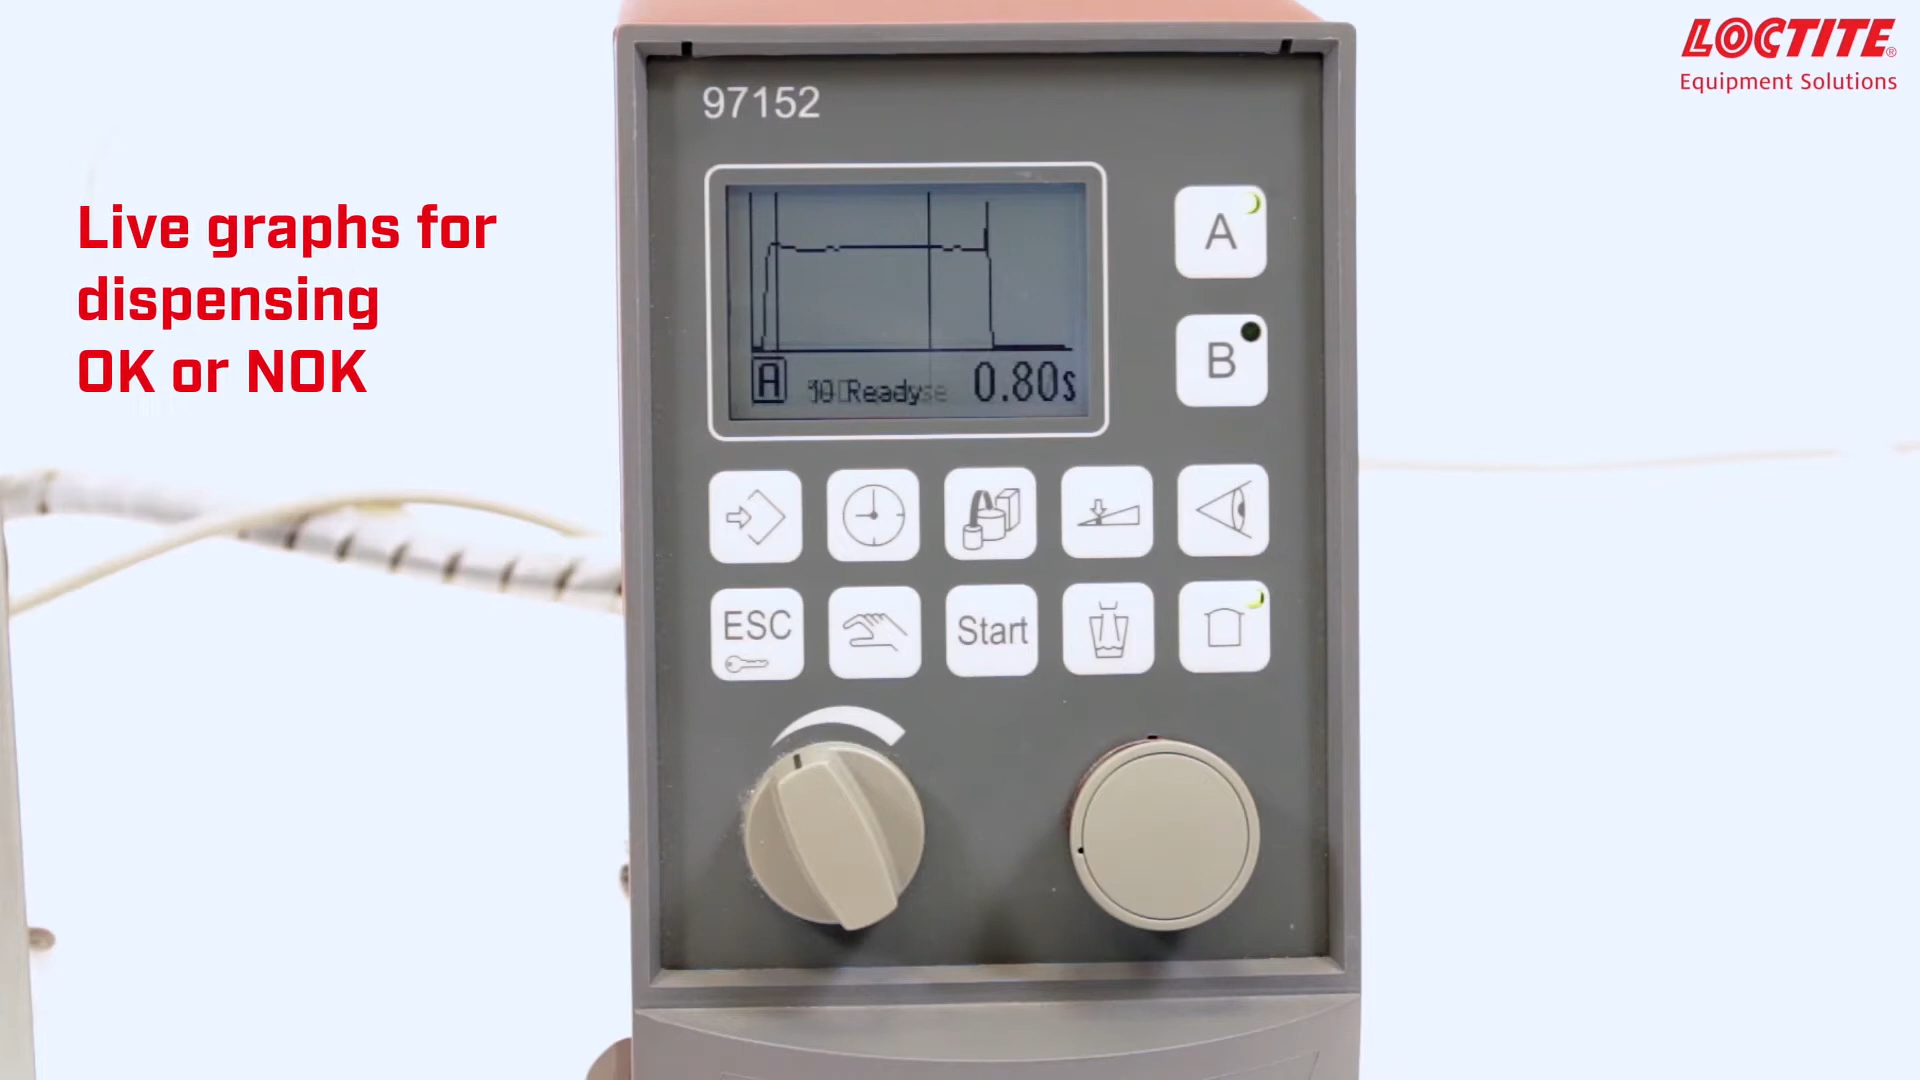 LOCTITE®
Equipment Solutions
97152
Live graphs for
dispensing
OK or NOK
A
B
A Ready 0.80s
ESC
Start